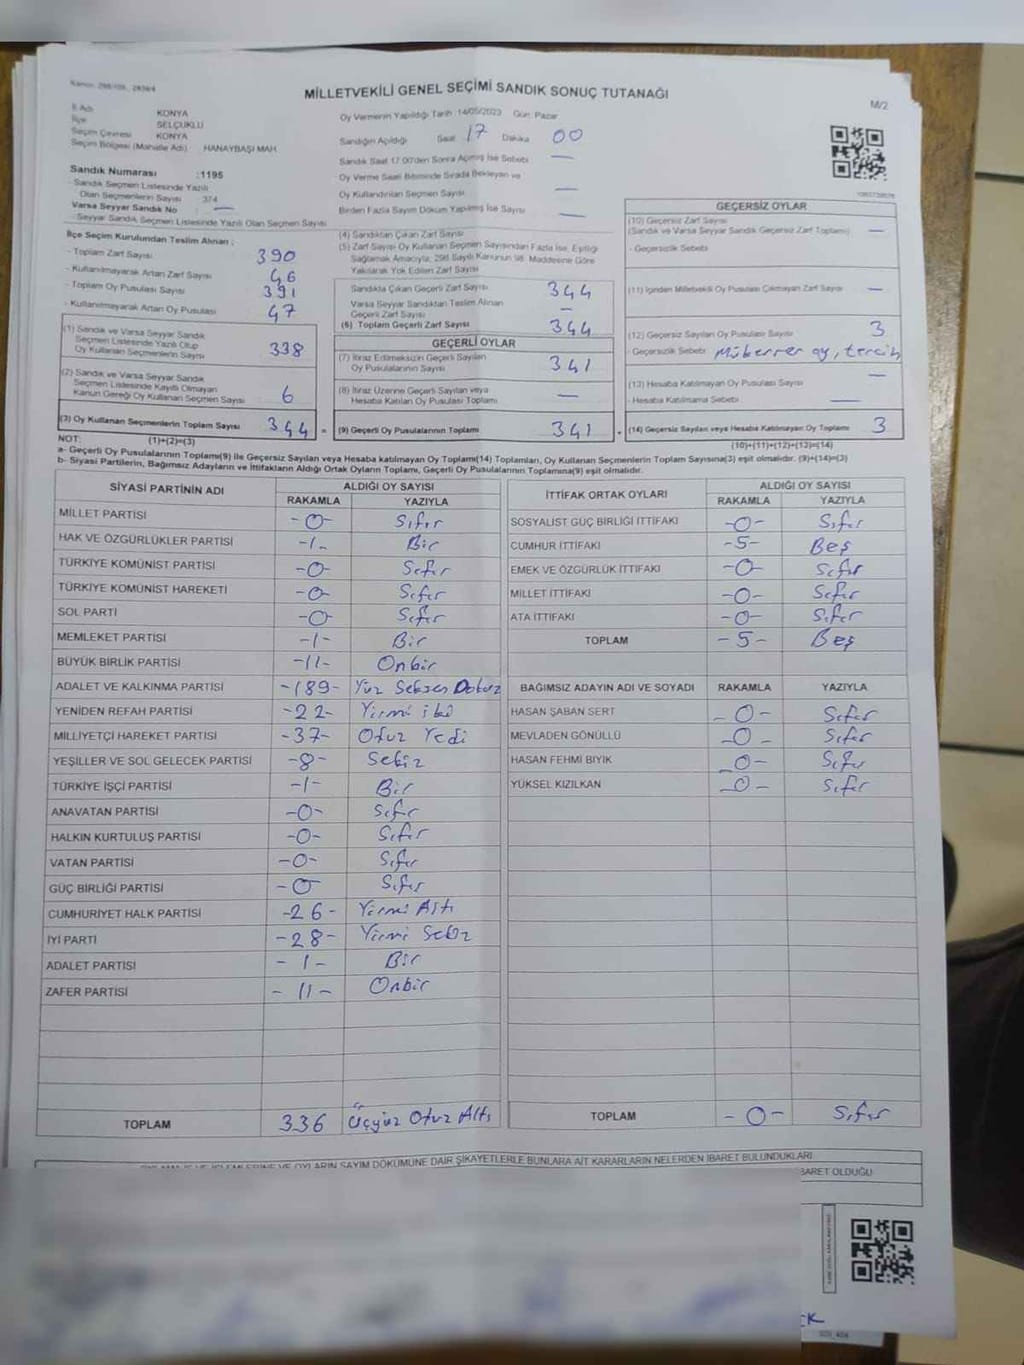 MİLLETVEKİLİ GENEL SEÇİMİ SANDIK SONUÇ TUTANAĞI
M/2
İl Adı KONYA
İlçe SELÇUKLU
Seçim Çevresi KONYA
Seçim Bölgesi (Mahalle Adı) HANAYBAŞI MAH.
Oy Vermenin Yapıldığı Tarih :14/05/2023 Gün: Pazar
Sandığın Açıldığı Saat 17 Dakika 00
Sandık Saat 17.00'den Sonra Açılmış İse Sebebi —
Oy Verme Saati Bitiminde Sırada Bekleyen ve
Oy Kullandırılan Seçmen Sayısı —
Birden Fazla Sayım Döküm Yapılmış İse Sayısı —
Sandık Numarası :1195
- Sandık Seçmen Listesinde Yazılı
Olan Seçmenlerin Sayısı 374
Varsa Seyyar Sandık No —
- Seyyar Sandık Seçmen Listesinde Yazılı Olan Seçmen Sayısı
İlçe Seçim Kurulundan Teslim Alınan ;
- Toplam Zarf Sayısı 390
- Kullanılmayarak Artan Zarf Sayısı 46
- Toplam Oy Pusulası Sayısı 391
- Kullanılmayarak Artan Oy Pusulası 47
(1) Sandık ve Varsa Seyyar Sandık
Seçmen Listesinde Yazılı Olup
Oy Kullanan Seçmenlerin Sayısı 338
(2) Sandık ve Varsa Seyyar Sandık
Seçmen Listesinde Kayıtlı Olmayan
Kanun Gereği Oy Kullanan Seçmen Sayısı 6
(3) Oy Kullanan Seçmenlerin Toplam Sayısı 344 =
(4) Sandıktan Çıkan Zarf Sayısı
(5) Zarf Sayısı Oy Kullanan Seçmen Sayısından Fazla İse, Eşitliği
Sağlamak Amacıyla, 298 Sayılı Kanunun 98. Maddesine Göre
Yakılarak Yok Edilen Zarf Sayısı
Sandıkta Çıkan Geçerli Zarf Sayısı 344
Varsa Seyyar Sandıktan Teslim Alınan
Geçerli Zarf Sayısı —
(6) Toplam Geçerli Zarf Sayısı 344
GEÇERLİ OYLAR
(7) İtiraz Edilmeksizin Geçerli Sayılan
Oy Pusulalarının Sayısı 341
(8) İtiraz Üzerine Geçerli Sayılan veya
Hesaba Katılan Oy Pusulası Toplamı —
(9) Geçerli Oy Pusulalarının Toplamı 341 +
GEÇERSİZ OYLAR
(10) Geçersiz Zarf Sayısı
(Sandık ve Varsa Seyyar Sandık Geçersiz Zarf Toplamı) —
- Geçersizlik Sebebi
(11) İçinden Milletvekili Oy Pusulası Çıkmayan Zarf Sayısı —
(12) Geçersiz Sayılan Oy Pusulası Sayısı 3
- Geçersizlik Sebebi Müberrer oy, tercih
(13) Hesaba Katılmayan Oy Pusulası Sayısı —
- Hesaba Katılmama Sebebi —
(14) Geçersiz Sayılan veya Hesaba Katılmayan Oy Toplamı 3
NOT: (1)+(2)=(3)
(10)+(11)+(12)+(13)=(14)
a- Geçerli Oy Pusulalarının Toplamı(9) ile Geçersiz Sayılan veya Hesaba Katılmayan Oy Toplamı(14) Toplamları, Oy Kullanan Seçmenlerin Toplam Sayısına(3) eşit olmalıdır. (9)+(14)=(3)
b- Siyasi Partilerin, Bağımsız Adayların ve İttifakların Aldığı Ortak Oyların Toplamı, Geçerli Oy Pusulalarının Toplamına(9) eşit olmalıdır.
SİYASİ PARTİNİN ADI ALDIĞI OY SAYISI
RAKAMLA YAZIYLA
MİLLET PARTİSİ -0- Sıfır
HAK VE ÖZGÜRLÜKLER PARTİSİ -1- Bir
TÜRKİYE KOMÜNİST PARTİSİ -0- Sıfır
TÜRKİYE KOMÜNİST HAREKETİ -0- Sıfır
SOL PARTİ -0- Sıfır
MEMLEKET PARTİSİ -1- Bir
BÜYÜK BİRLİK PARTİSİ -11- Onbir
ADALET VE KALKINMA PARTİSİ -189- Yüz Seksen Dokuz
YENİDEN REFAH PARTİSİ -22- Yirmi iki
MİLLİYETÇİ HAREKET PARTİSİ -37- Otuz Yedi
YEŞİLLER VE SOL GELECEK PARTİSİ -8- Sekiz
TÜRKİYE İŞÇİ PARTİSİ -1- Bir
ANAVATAN PARTİSİ -0- Sıfır
HALKIN KURTULUŞ PARTİSİ -0- Sıfır
VATAN PARTİSİ -0- Sıfır
GÜÇ BİRLİĞİ PARTİSİ -0 Sıfır
CUMHURİYET HALK PARTİSİ -26- Yirmi Altı
İYİ PARTİ -28- Yirmi Sekiz
ADALET PARTİSİ -1- Bir
ZAFER PARTİSİ -11- Onbir
TOPLAM 336 Üçyüz Otuz Altı
İTTİFAK ORTAK OYLARI ALDIĞI OY SAYISI
RAKAMLA YAZIYLA
SOSYALİST GÜÇ BİRLİĞİ İTTİFAKI -0- Sıfır
CUMHUR İTTİFAKI -5- Beş
EMEK VE ÖZGÜRLÜK İTTİFAKI -0- Sıfır
MİLLET İTTİFAKI -0- Sıfır
ATA İTTİFAKI -0- Sıfır
TOPLAM -5- Beş
BAĞIMSIZ ADAYIN ADI VE SOYADI RAKAMLA YAZIYLA
HASAN ŞABAN SERT -0- Sıfır
MEVLADEN GÖNÜLLÜ -0- Sıfır
HASAN FEHMİ BIYIK -0- Sıfır
YÜKSEL KIZILKAN -0- Sıfır
TOPLAM -0- Sıfır
OYLARIN SAYIM DÖKÜMÜNE DAİR ŞİKAYETLERLE BUNLARA AİT KARARLARIN NELERDEN İBARET BULUNDUKLARI
İBARET OLDUĞU